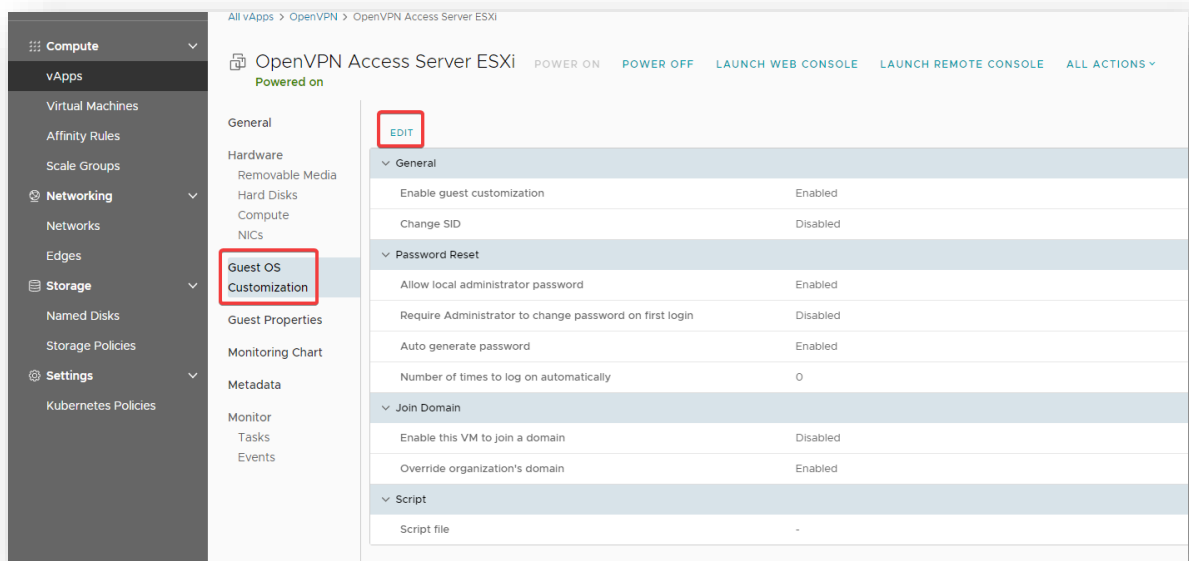 All vApps > OpenVPN > OpenVPN Access Server ESXi
Compute
vApps
Virtual Machines
Affinity Rules
Scale Groups
Networking
Networks
Edges
Storage
Named Disks
Storage Policies
Settings
Kubernetes Policies
OpenVPN Access Server ESXi POWER ON POWER OFF LAUNCH WEB CONSOLE LAUNCH REMOTE CONSOLE ALL ACTIONS
Powered on
General
Hardware
Removable Media
Hard Disks
Compute
NICs
Guest OS
Customization
Guest Properties
Monitoring Chart
Metadata
Monitor
Tasks
Events
EDIT
General
Enable guest customization Enabled
Change SID Disabled
Password Reset
Allow local administrator password Enabled
Require Administrator to change password on first login Disabled
Auto generate password Enabled
Number of times to log on automatically 0
Join Domain
Enable this VM to join a domain Disabled
Override organization's domain Enabled
Script
Script file -